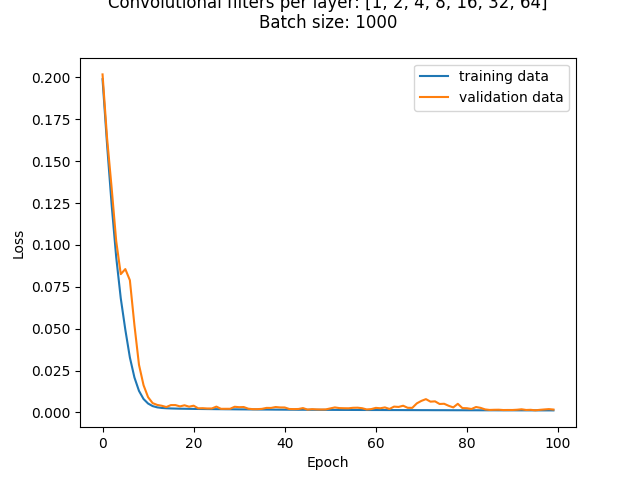 Convolutional filters per layer: [1, 2, 4, 8, 16, 32, 64]
Batch size: 1000
training data
validation data
0.200
0.175
0.150
0.125
0.100
0.075
0.050
0.025
0.000
Loss
0
20
40
60
80
100
Epoch